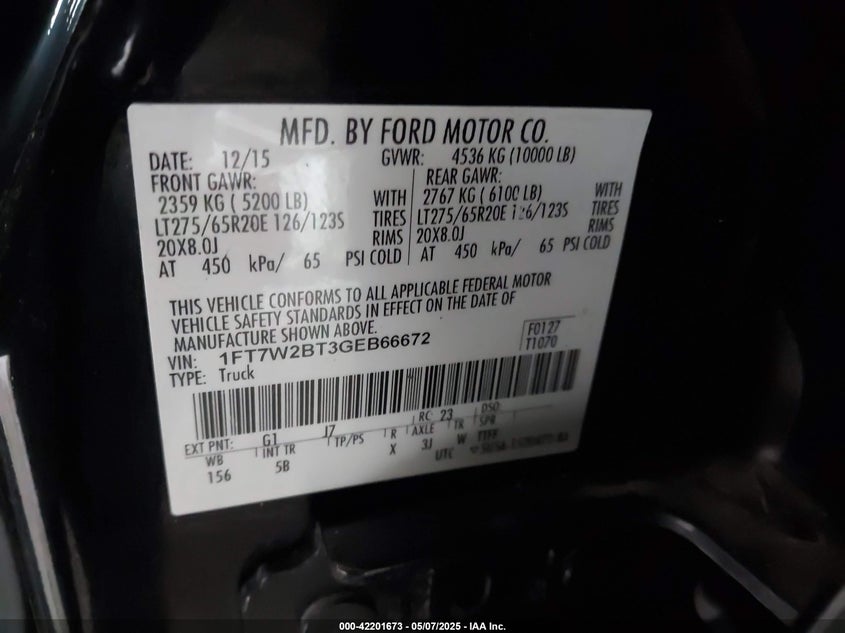 MFD. BY FORD MOTOR CO.
DATE: 12/15 GVWR: 4536 KG (10000 LB)
FRONT GAWR: REAR GAWR:
2359 KG ( 5200 LB) WITH 2767 KG ( 6100 LB) WITH
LT275/65R20E 126/123S TIRES LT275/65R20E 126/123S TIRES
20X8.0J RIMS 20X8.0J RIMS
AT 450 kPa/ 65 PSI COLD AT 450 kPa/ 65 PSI COLD
THIS VEHICLE CONFORMS TO ALL APPLICABLE FEDERAL MOTOR
VEHICLE SAFETY STANDARDS IN EFFECT ON THE DATE OF
MANUFACTURE SHOWN ABOVE.
VIN: 1FT7W2BT3GEB66672 F0127
TYPE: Truck T1070
EXT PNT: G1 J7 RC: 23 DSO:
WB INT TR TP/PS R AXLE TR SPR
156 5B X 3J W TTFF
UTC
000-42201673 - 05/07/2025 - IAA Inc.